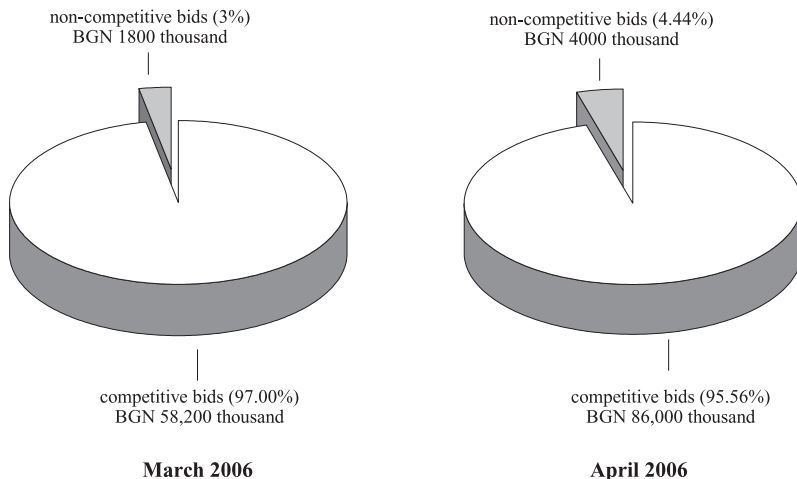 non-competitive bids (3%)
BGN 1800 thousand
non-competitive bids (4.44%)
BGN 4000 thousand
competitive bids (97.00%)
BGN 58,200 thousand
competitive bids (95.56%)
BGN 86,000 thousand
March 2006
April 2006